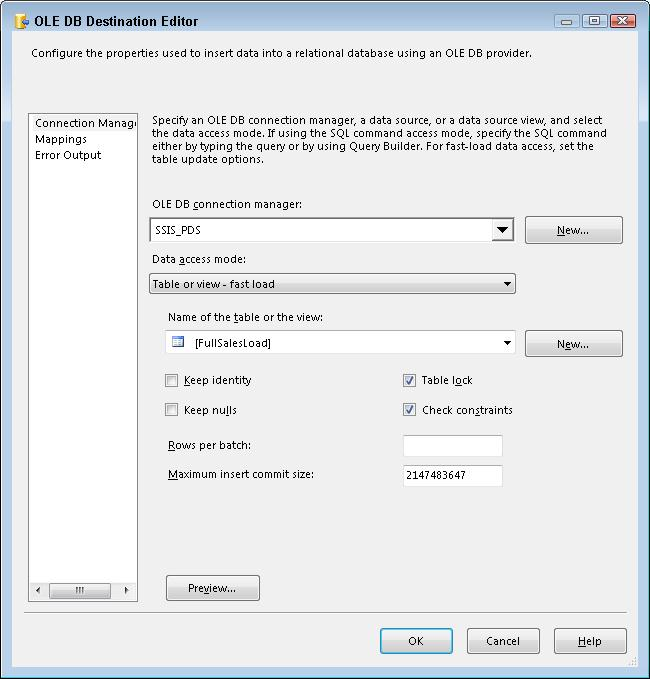 OLE DB Destination Editor
Configure the properties used to insert data into a relational database using an OLE DB provider.
Connection Manag
Mappings
Error Output
Specify an OLE DB connection manager, a data source, or a data source view, and select
the data access mode. If using the SQL command access mode, specify the SQL command
either by typing the query or by using Query Builder. For fast-load data access, set the
table update options.
OLE DB connection manager:
SSIS_PDS
New...
Data access mode:
Table or view - fast load
Name of the table or the view:
[FullSalesLoad]
New...
Keep identity
Table lock
Keep nulls
Check constraints
Rows per batch:
Maximum insert commit size:
2147483647
Preview...
OK
Cancel
Help